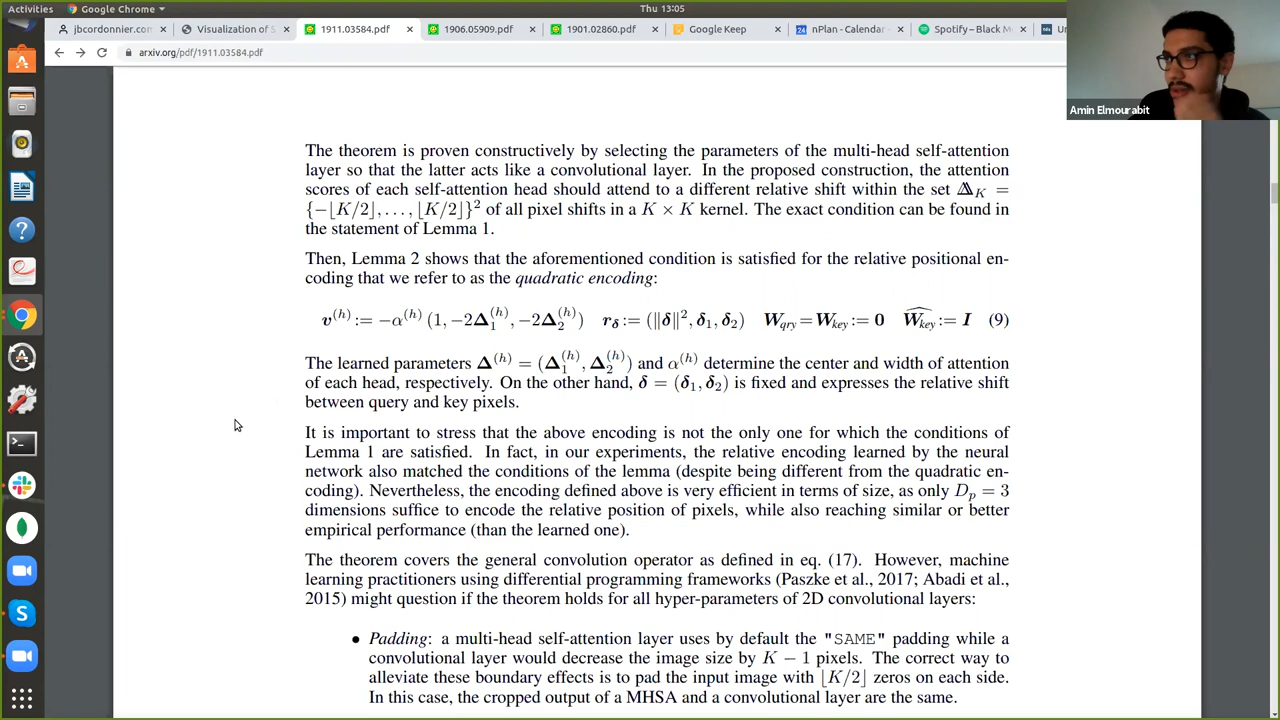 Activities
Google Chrome
Thu 13:05
jbcordonnier.com
Visualization of S
1911.03584.pdf
1906.05909.pdf
1901.02860.pdf
Google Keep
nPlan - Calendar
Spotify – Black M
arxiv.org/pdf/1911.03584.pdf
Amin Elmourabit
The theorem is proven constructively by selecting the parameters of the multi-head self-attention
layer so that the latter acts like a convolutional layer. In the proposed construction, the attention
scores of each self-attention head should attend to a different relative shift within the set 𝚫_K =
{−⌊K/2⌋, . . . , ⌊K/2⌋}² of all pixel shifts in a K × K kernel. The exact condition can be found in
the statement of Lemma 1.
Then, Lemma 2 shows that the aforementioned condition is satisfied for the relative positional en-
coding that we refer to as the quadratic encoding:
v^(h) := −α^(h) (1, −2Δ_1^(h), −2Δ_2^(h))   r_δ := (‖δ‖², δ_1, δ_2)   W_qry = W_key := 0   \widehat{W_key} := I   (9)
The learned parameters Δ^(h) = (Δ_1^(h), Δ_2^(h)) and α^(h) determine the center and width of attention
of each head, respectively. On the other hand, δ = (δ_1, δ_2) is fixed and expresses the relative shift
between query and key pixels.
It is important to stress that the above encoding is not the only one for which the conditions of
Lemma 1 are satisfied. In fact, in our experiments, the relative encoding learned by the neural
network also matched the conditions of the lemma (despite being different from the quadratic en-
coding). Nevertheless, the encoding defined above is very efficient in terms of size, as only D_p = 3
dimensions suffice to encode the relative position of pixels, while also reaching similar or better
empirical performance (than the learned one).
The theorem covers the general convolution operator as defined in eq. (17). However, machine
learning practitioners using differential programming frameworks (Paszke et al., 2017; Abadi et al.,
2015) might question if the theorem holds for all hyper-parameters of 2D convolutional layers:
• Padding: a multi-head self-attention layer uses by default the "SAME" padding while a
convolutional layer would decrease the image size by K − 1 pixels. The correct way to
alleviate these boundary effects is to pad the input image with ⌊K/2⌋ zeros on each side.
In this case, the cropped output of a MHSA and a convolutional layer are the same.